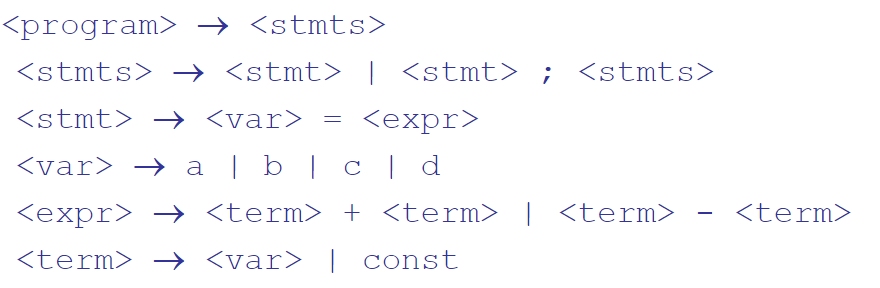 <program> → <stmts>
<stmts> → <stmt> | <stmt> ; <stmts>
<stmt> → <var> = <expr>
<var> → a | b | c | d
<expr> → <term> + <term> | <term> - <term>
<term> → <var> | const